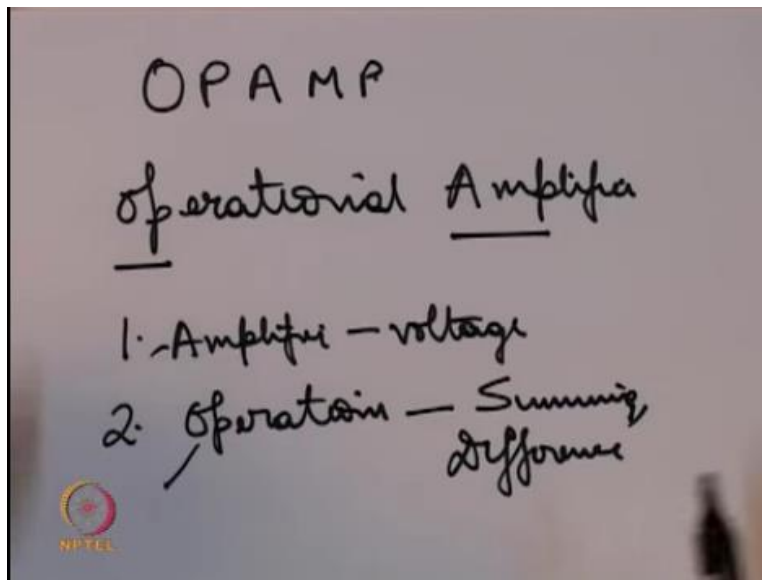 OPAMP
Operational Amplifier
1. Amplifier – voltage
2. Operation – Summing,
Difference
NPTEL